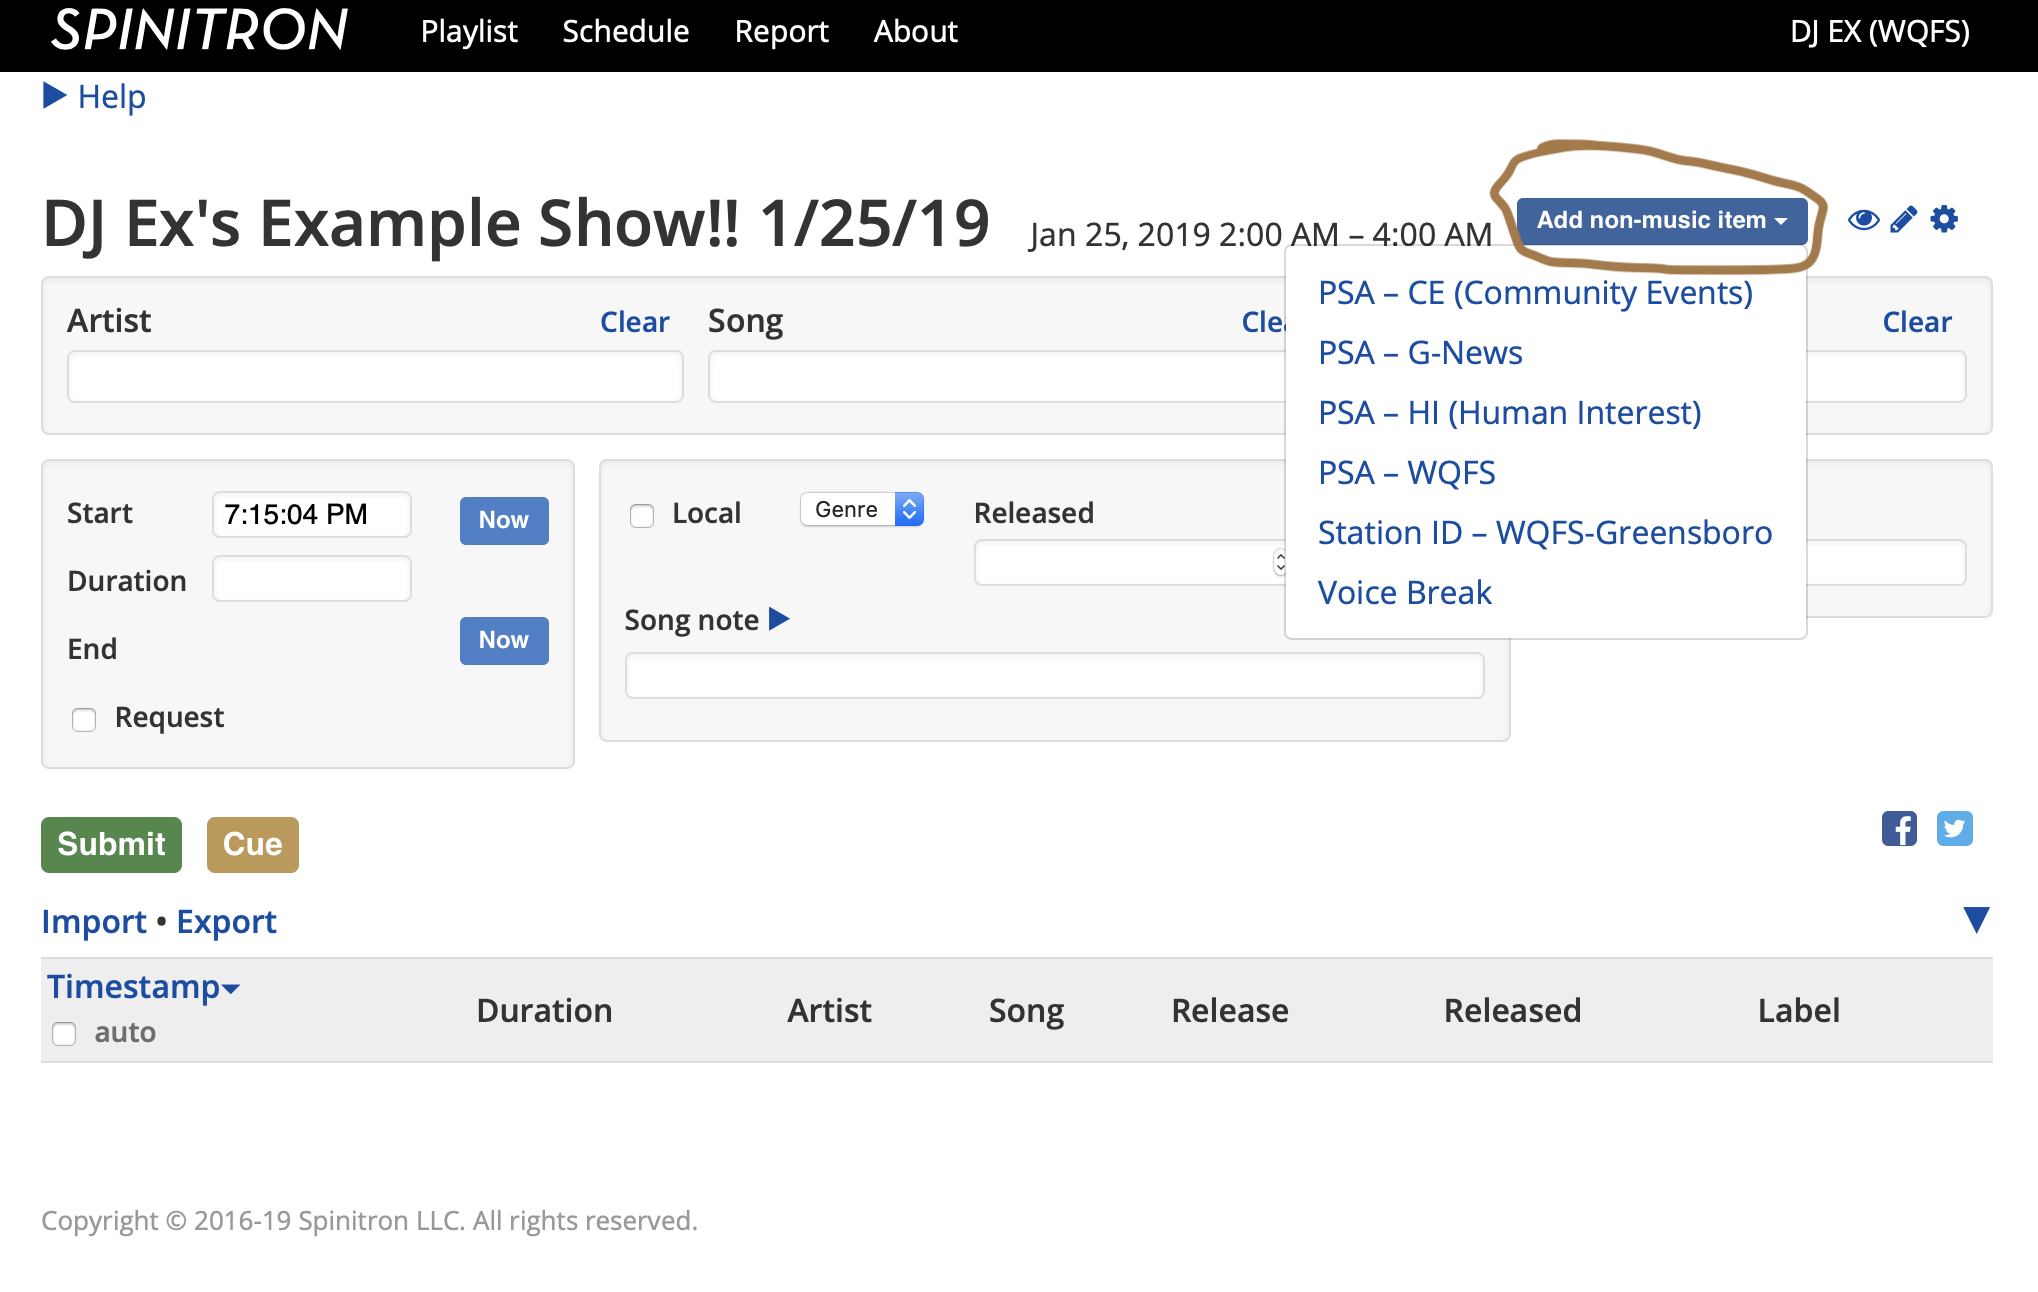 SPINITRON Playlist Schedule Report About DJ EX (WQFS)
Help
DJ Ex's Example Show!! 1/25/19 Jan 25, 2019 2:00 AM – 4:00 AM Add non-music item
PSA – CE (Community Events)
PSA – G-News
PSA – HI (Human Interest)
PSA – WQFS
Station ID – WQFS-Greensboro
Voice Break
Artist Clear Song Clea Clear
Start 7:15:04 PM Now
Duration
End Now
Request
Local Genre Released
Song note
Submit Cue
Import • Export
Timestamp Duration Artist Song Release Released Label
auto
Copyright © 2016-19 Spinitron LLC. All rights reserved.